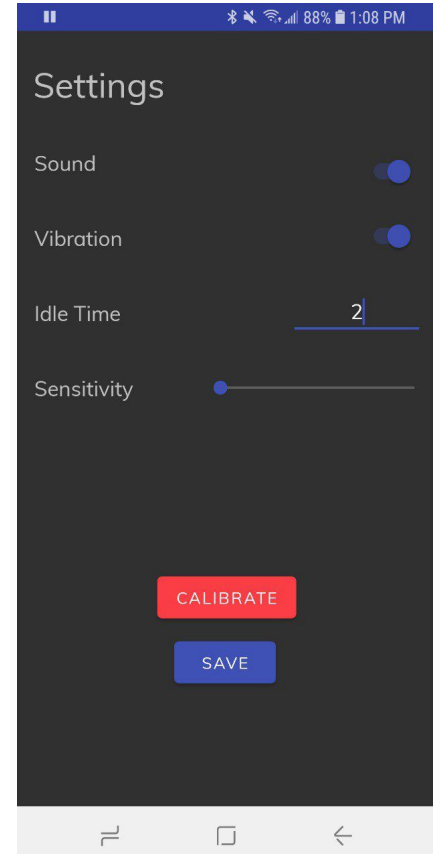 88% 1:08 PM
Settings
Sound
Vibration
Idle Time 2
Sensitivity
CALIBRATE
SAVE